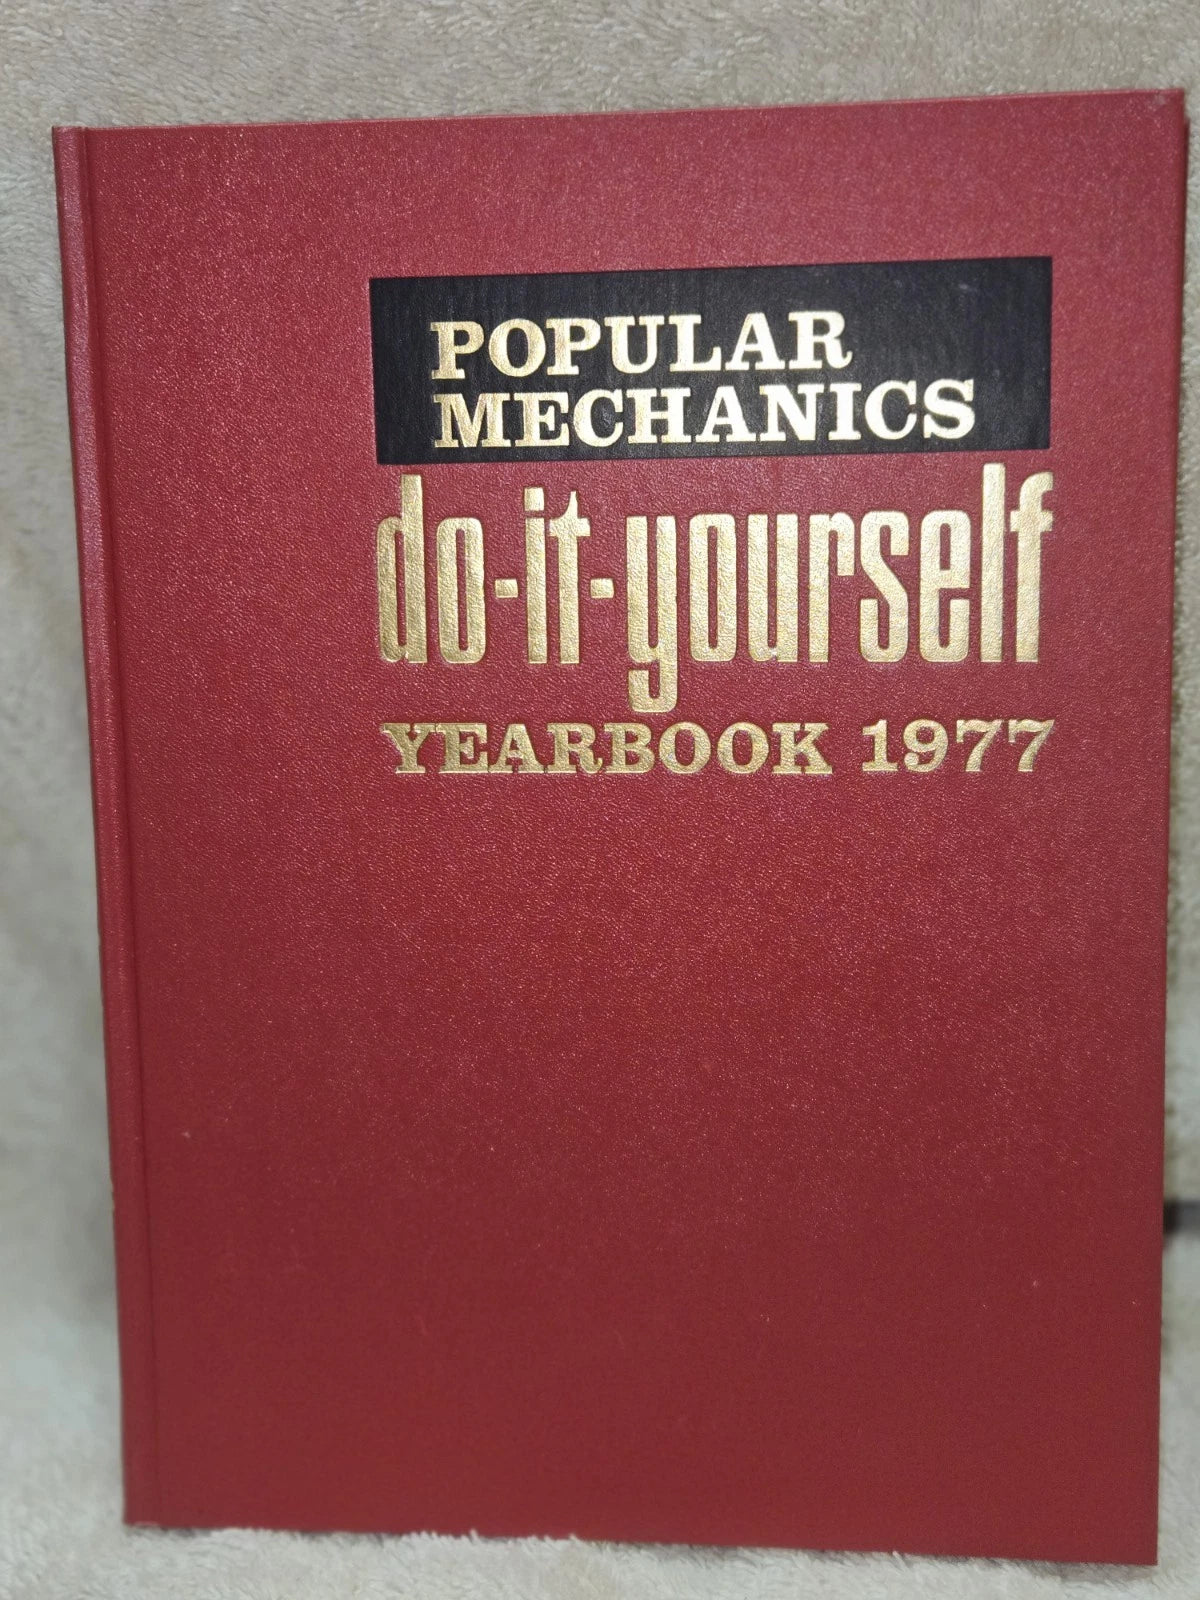 POPULAR
MECHANICS
do-it-yourself
YEARBOOK 1977